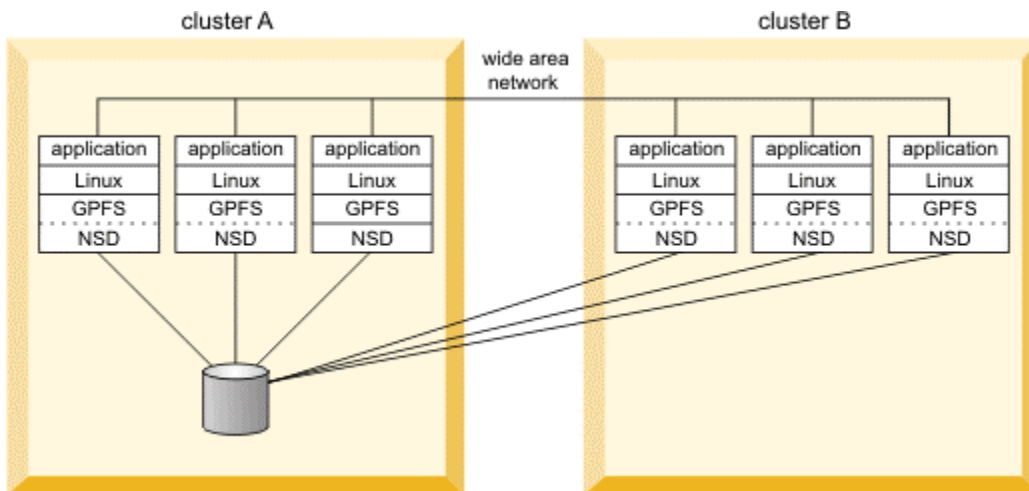 cluster A
cluster B
wide area
network
application
application
application
application
application
application
Linux
Linux
Linux
Linux
Linux
Linux
GPFS
GPFS
GPFS
GPFS
GPFS
GPFS
NSD
NSD
NSD
NSD
NSD
NSD